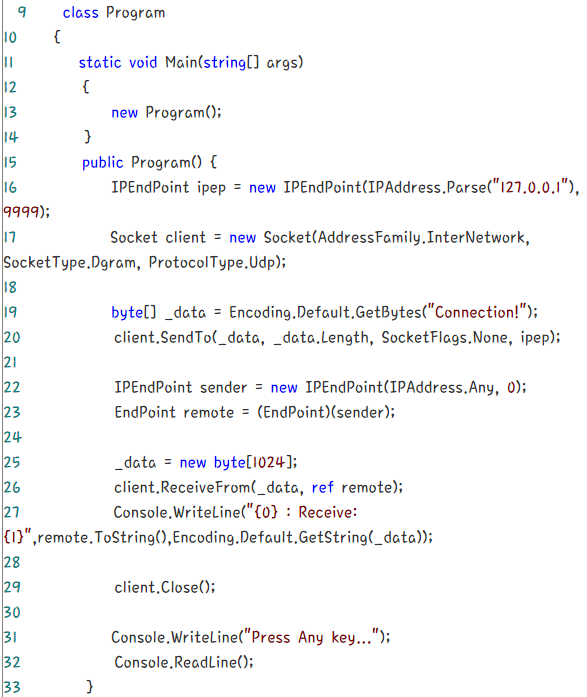 9 class Program
10 {
11 static void Main(string[] args)
12 {
13 new Program();
14 }
15 public Program() {
16 IPEndPoint ipep = new IPEndPoint(IPAddress.Parse("127.0.0.1"),
9999);
17 Socket client = new Socket(AddressFamily.InterNetwork,
SocketType.Dgram, ProtocolType.Udp);
18
19 byte[] _data = Encoding.Default.GetBytes("Connection!");
20 client.SendTo(_data, _data.Length, SocketFlags.None, ipep);
21
22 IPEndPoint sender = new IPEndPoint(IPAddress.Any, 0);
23 EndPoint remote = (EndPoint)(sender);
24
25 _data = new byte[1024];
26 client.ReceiveFrom(_data, ref remote);
27 Console.WriteLine("{0} : Receive:
{1}",remote.ToString(),Encoding.Default.GetString(_data));
28
29 client.Close();
30
31 Console.WriteLine("Press Any key...");
32 Console.ReadLine();
33 }